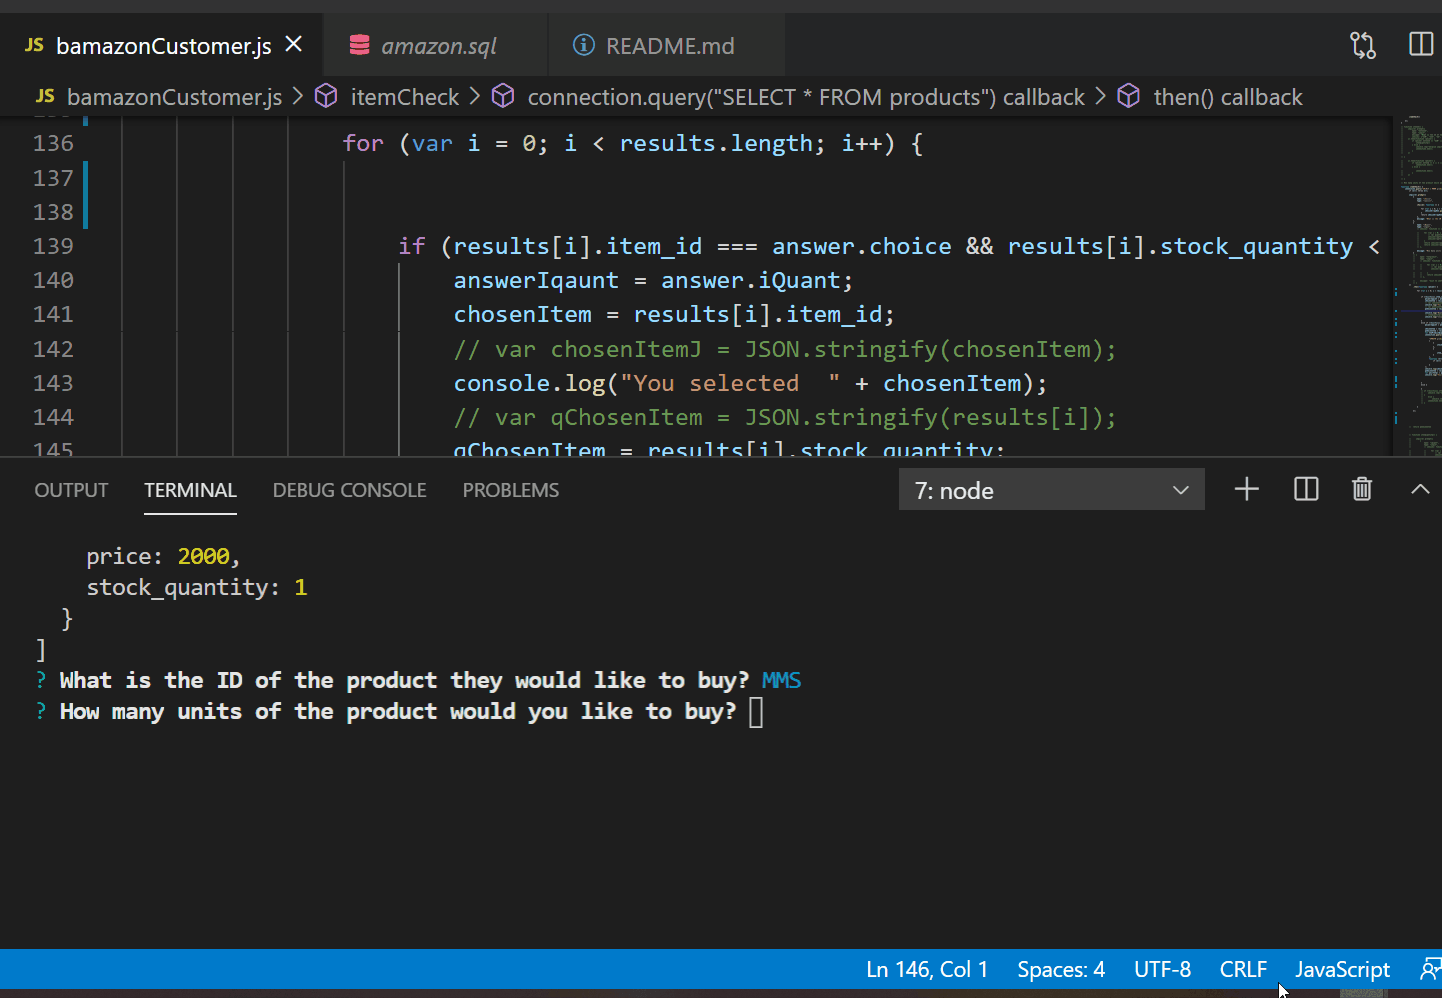 JS bamazonCustomer.js amazon.sql README.md
JS bamazonCustomer.js > itemCheck > connection.query("SELECT * FROM products") callback > then() callback
136 for (var i = 0; i < results.length; i++) {
137
138
139 if (results[i].item_id === answer.choice && results[i].stock_quantity <
140 answerIqaunt = answer.iQuant;
141 chosenItem = results[i].item_id;
142 // var chosenItemJ = JSON.stringify(chosenItem);
143 console.log("You selected  " + chosenItem);
144 // var qChosenItem = JSON.stringify(results[i]);
145 qChosenItem = results[i].stock_quantity;
OUTPUT TERMINAL DEBUG CONSOLE PROBLEMS 7: node
price: 2000,
stock_quantity: 1
}
]
? What is the ID of the product they would like to buy? MMS
? How many units of the product would you like to buy?
Ln 146, Col 1 Spaces: 4 UTF-8 CRLF JavaScript